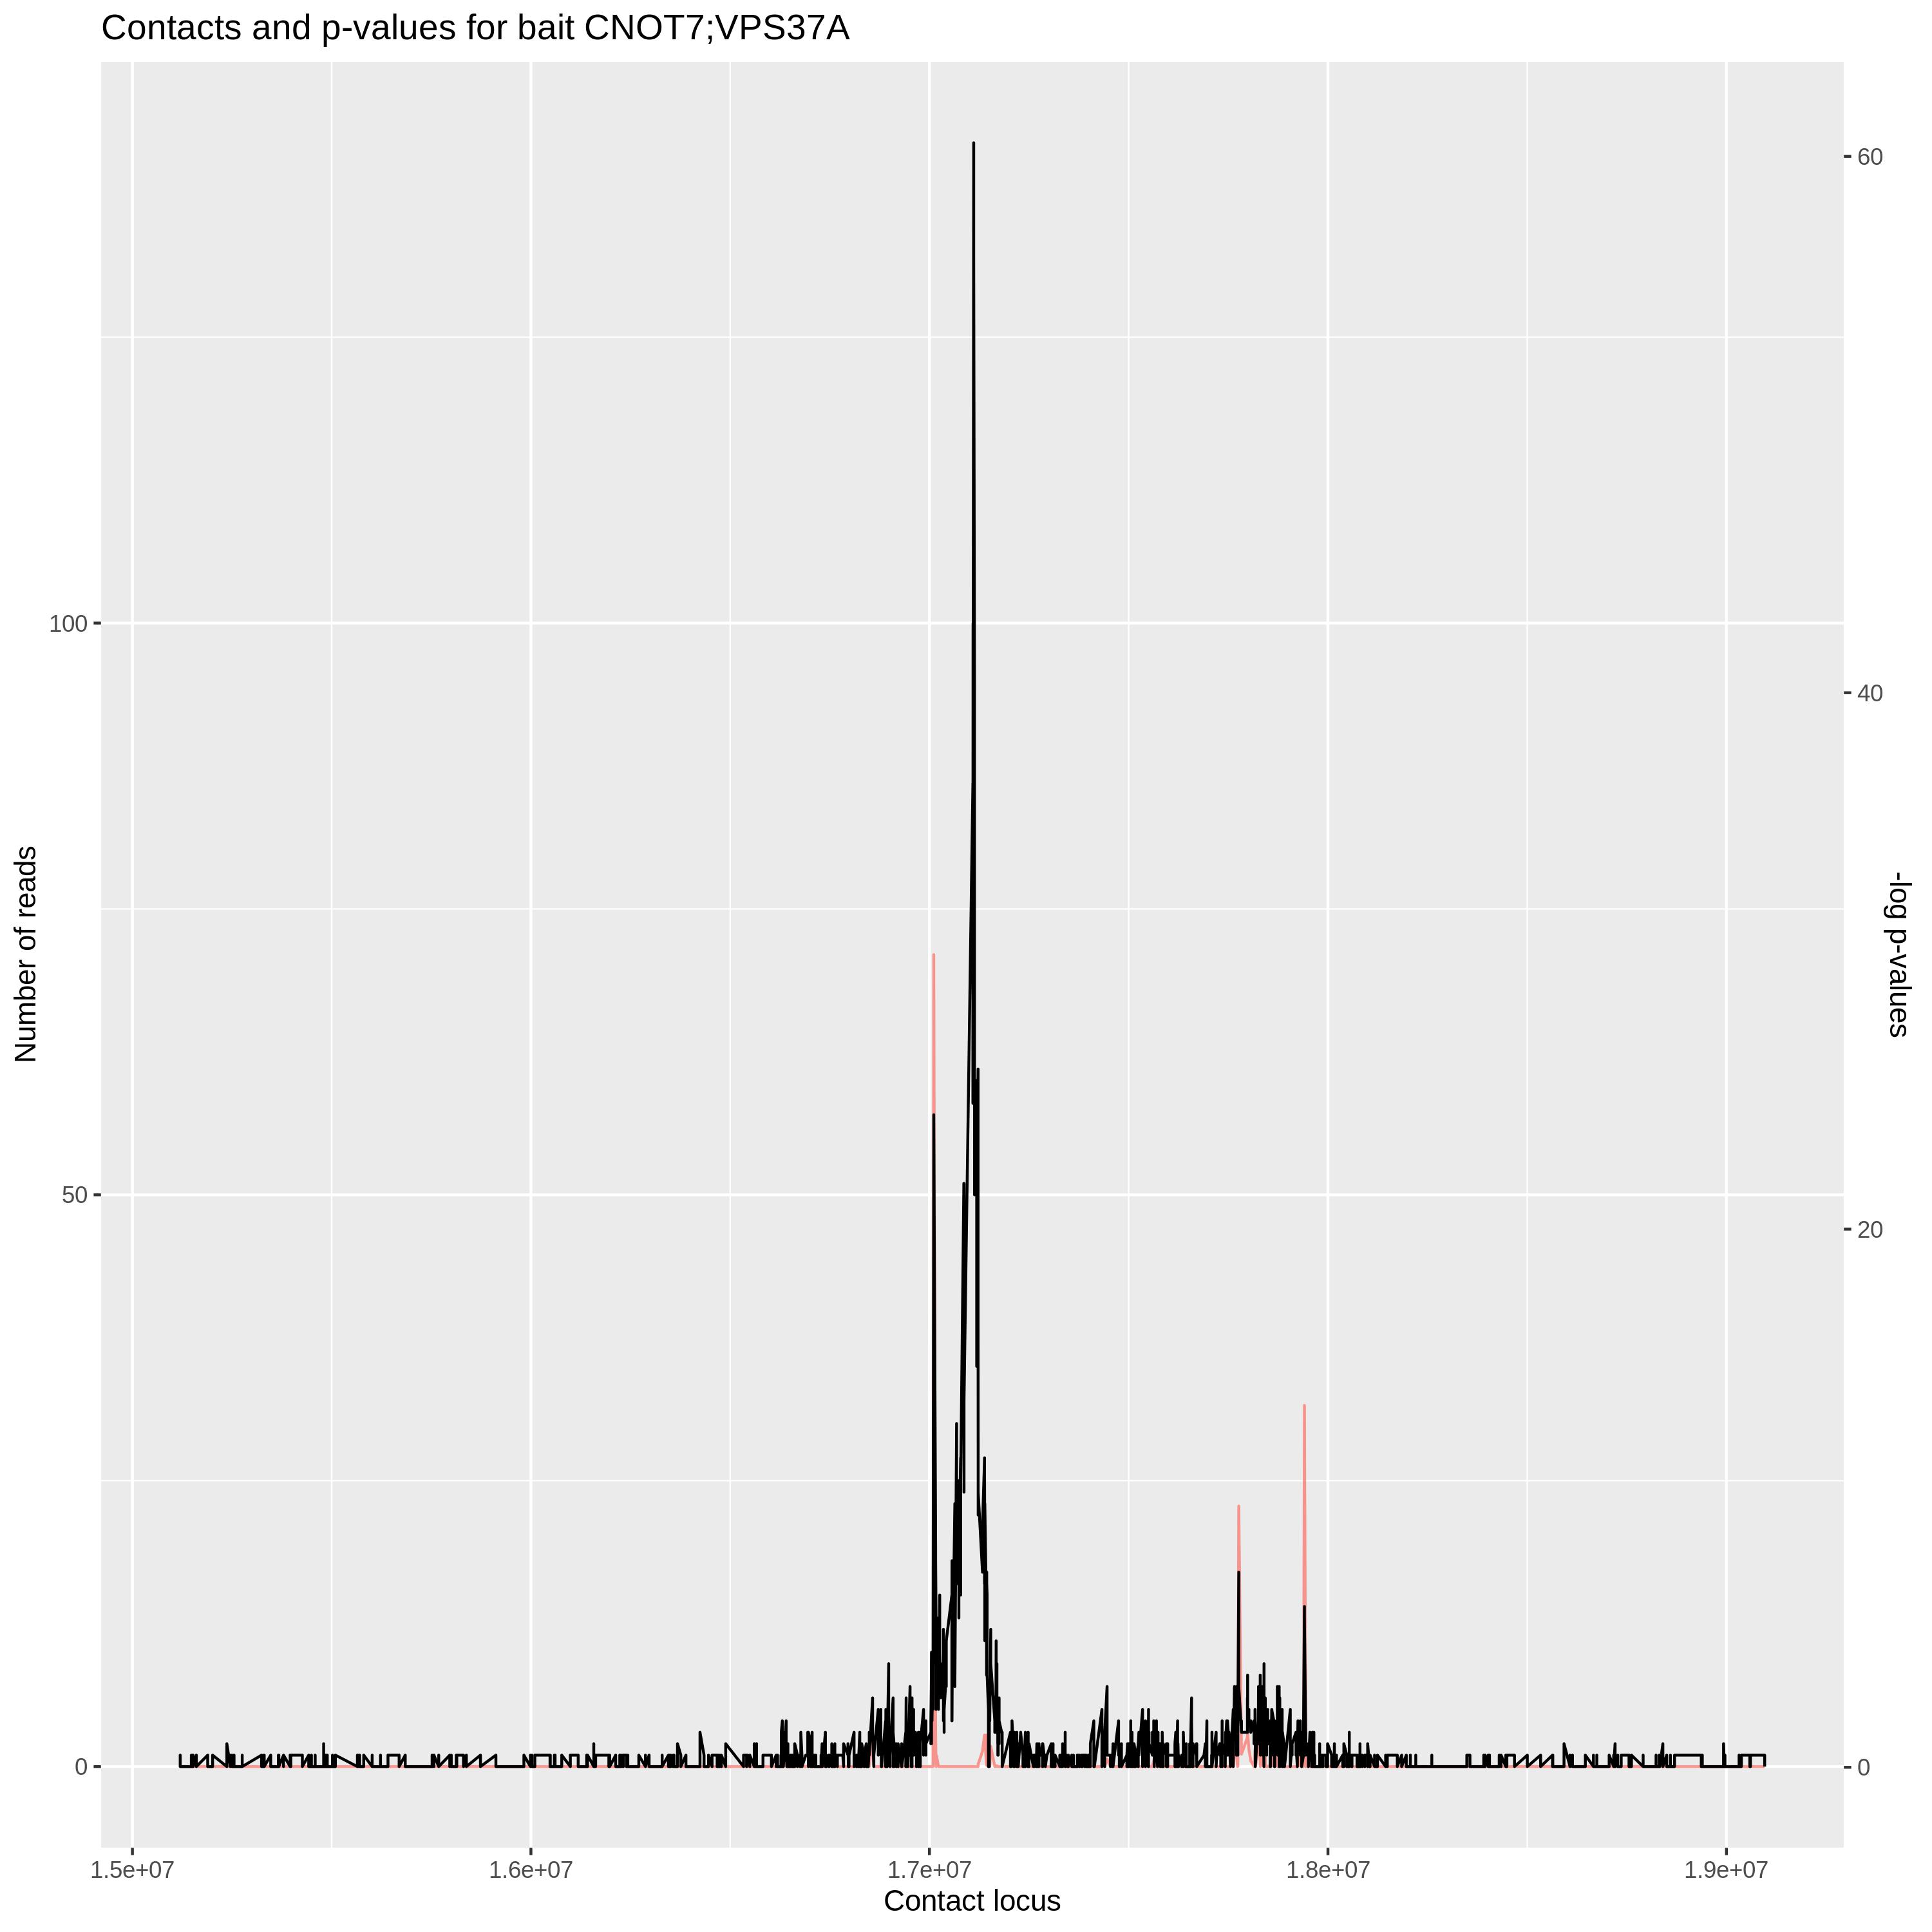 Contacts and p-values for bait CNOT7;VPS37A
Number of reads
100
50
0
60
40
20
0
-log p-values
1.5e+07
1.6e+07
1.7e+07
1.8e+07
1.9e+07
Contact locus